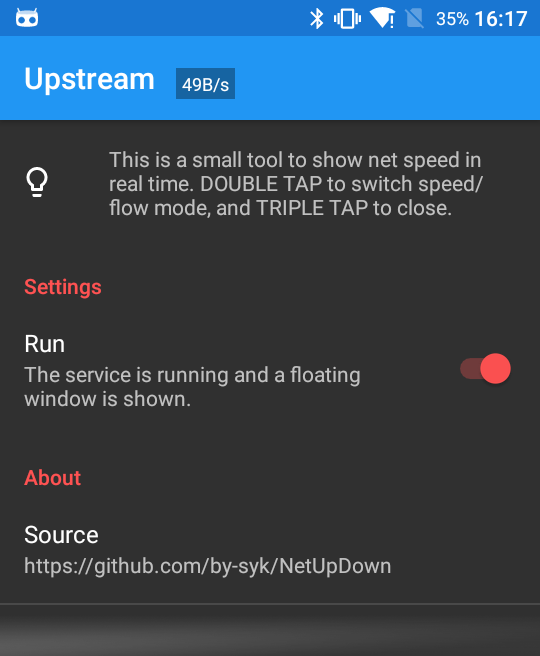 35% 16:17
Upstream 49B/s
This is a small tool to show net speed in
real time. DOUBLE TAP to switch speed/
flow mode, and TRIPLE TAP to close.
Settings
Run
The service is running and a floating
window is shown.
About
Source
https://github.com/by-syk/NetUpDown